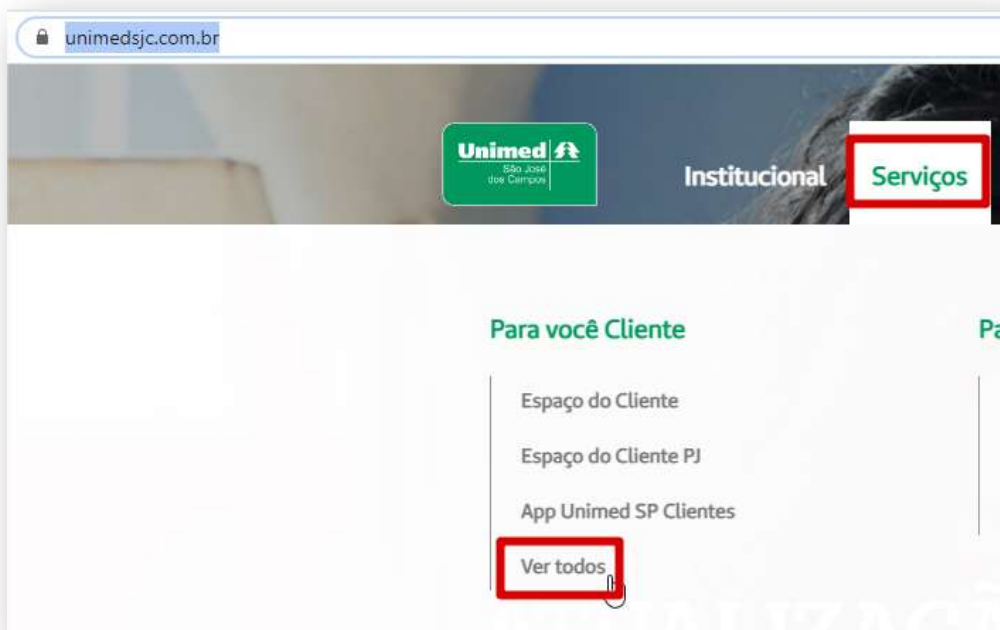 unimedsjc.com.br
Unimed
São José
dos Campos
Institucional
Serviços
Para você Cliente
Pa
Espaço do Cliente
Espaço do Cliente PJ
App Unimed SP Clientes
Ver todos